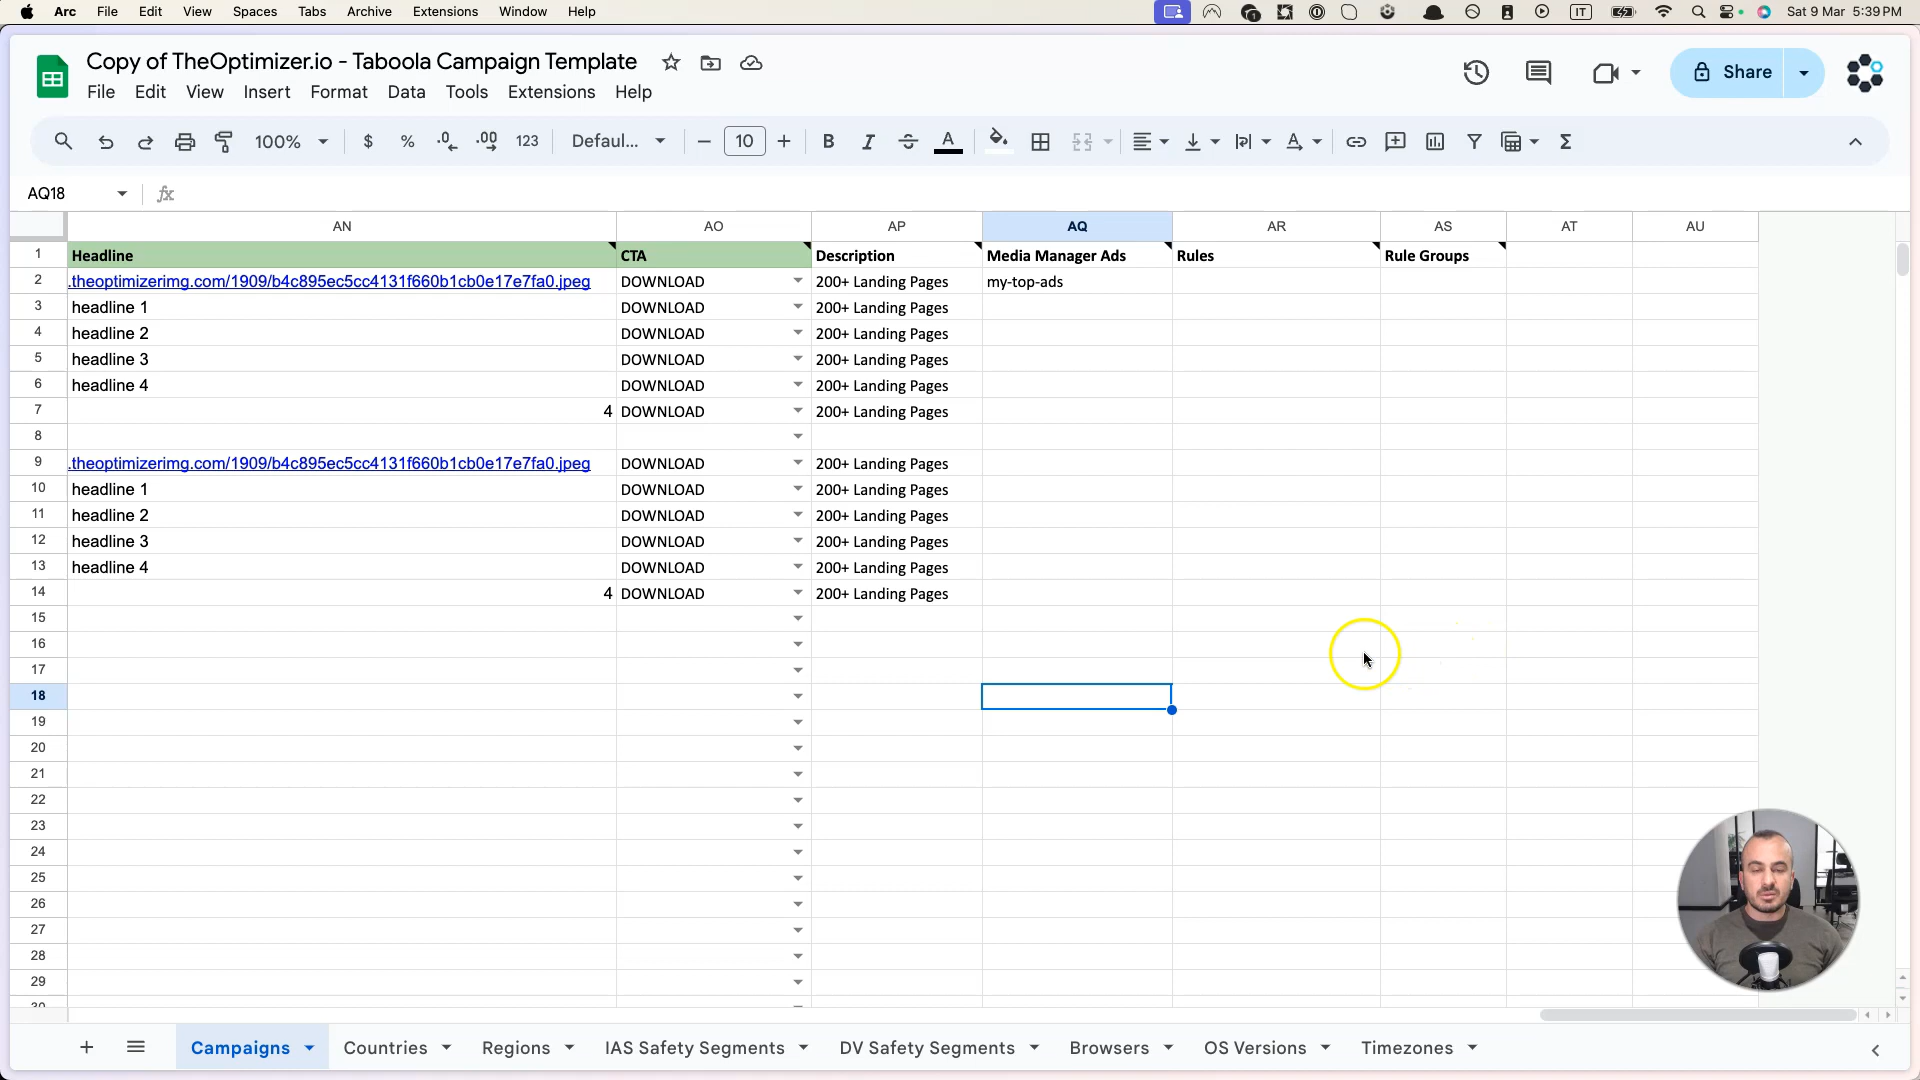 Arc File Edit View Spaces Tabs Archive Extensions Window Help IT Sat 9 Mar 5:39 PM
Copy of TheOptimizer.io - Taboola Campaign Template
Share
File Edit View Insert Format Data Tools Extensions Help
100% $ % .0 .00 123 Defaul... 10 B I S A
AQ18 fx
AN AO AP AQ AR AS AT AU
1 Headline CTA Description Media Manager Ads Rules Rule Groups
2 .theoptimizerimg.com/1909/b4c895ec5cc4131f660b1cb0e17e7fa0.jpeg DOWNLOAD 200+ Landing Pages my-top-ads
3 headline 1 DOWNLOAD 200+ Landing Pages
4 headline 2 DOWNLOAD 200+ Landing Pages
5 headline 3 DOWNLOAD 200+ Landing Pages
6 headline 4 DOWNLOAD 200+ Landing Pages
7 4 DOWNLOAD 200+ Landing Pages
8
9 .theoptimizerimg.com/1909/b4c895ec5cc4131f660b1cb0e17e7fa0.jpeg DOWNLOAD 200+ Landing Pages
10 headline 1 DOWNLOAD 200+ Landing Pages
11 headline 2 DOWNLOAD 200+ Landing Pages
12 headline 3 DOWNLOAD 200+ Landing Pages
13 headline 4 DOWNLOAD 200+ Landing Pages
14 4 DOWNLOAD 200+ Landing Pages
15
16
17
18
19
20
21
22
23
24
25
26
27
28
29
30
Campaigns Countries Regions IAS Safety Segments DV Safety Segments Browsers OS Versions Timezones